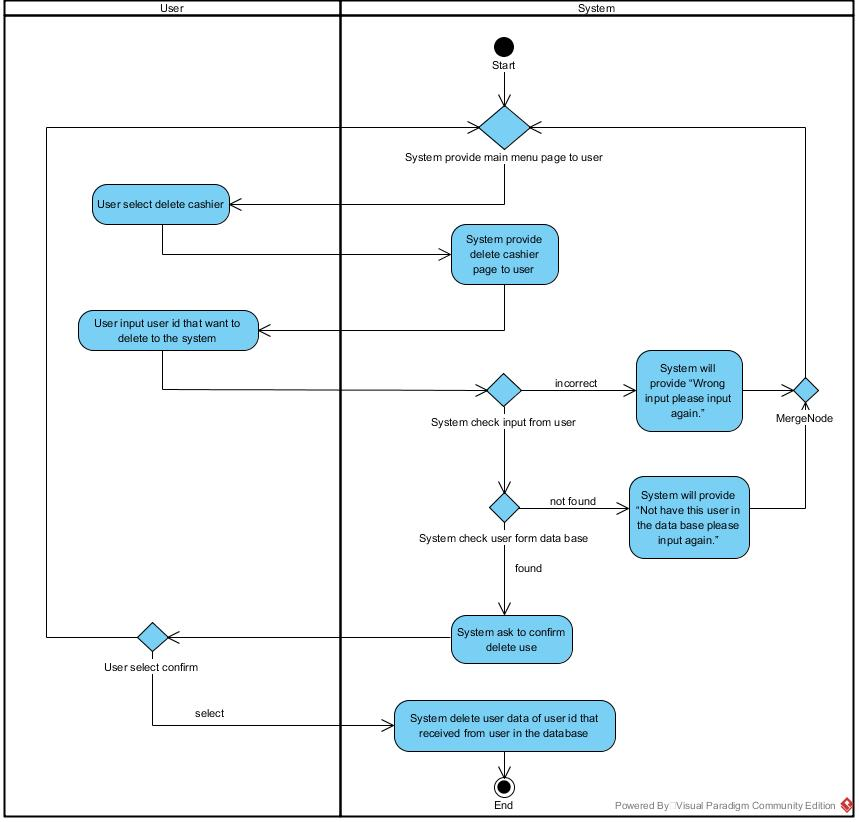 User
System
Start
System provide main menu page to user
User select delete cashier
System provide
delete cashier
page to user
User input user id that want to
delete to the system
System will
provide “Wrong
input please input
again.”
incorrect
MergeNode
System check input from user
System will provide
“Not have this user in
the data base please
input again.”
not found
System check user form data base
found
System ask to confirm
delete use
User select confirm
select
System delete user data of user id that
received from user in the database
End
Powered By Visual Paradigm Community Edition